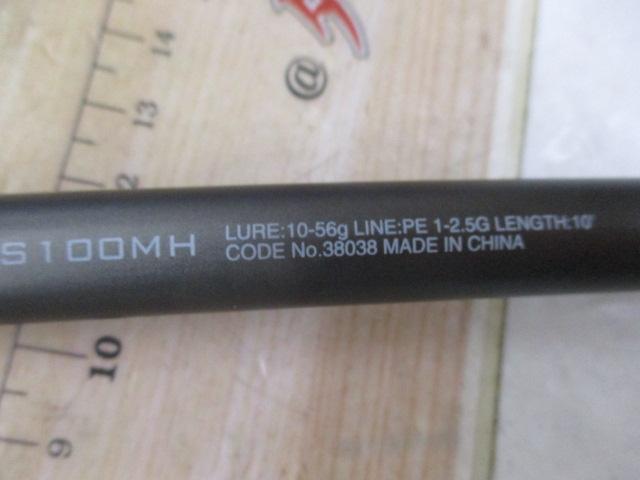 14
@
13
2
S100MH
LURE:10-56g LINE:PE 1-2.5G LENGTH:10'
CODE No.38038 MADE IN CHINA
10
9